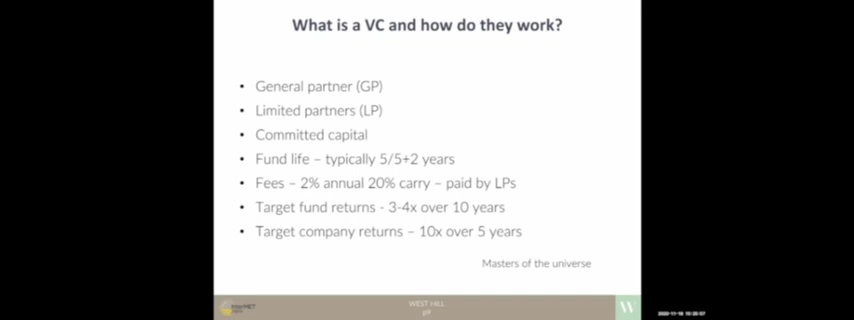 What is a VC and how do they work?
• General partner (GP)
• Limited partners (LP)
• Committed capital
• Fund life – typically 5/5+2 years
• Fees – 2% annual 20% carry – paid by LPs
• Target fund returns - 3-4x over 10 years
• Target company returns – 10x over 5 years
Masters of the universe
WEST HILL
W